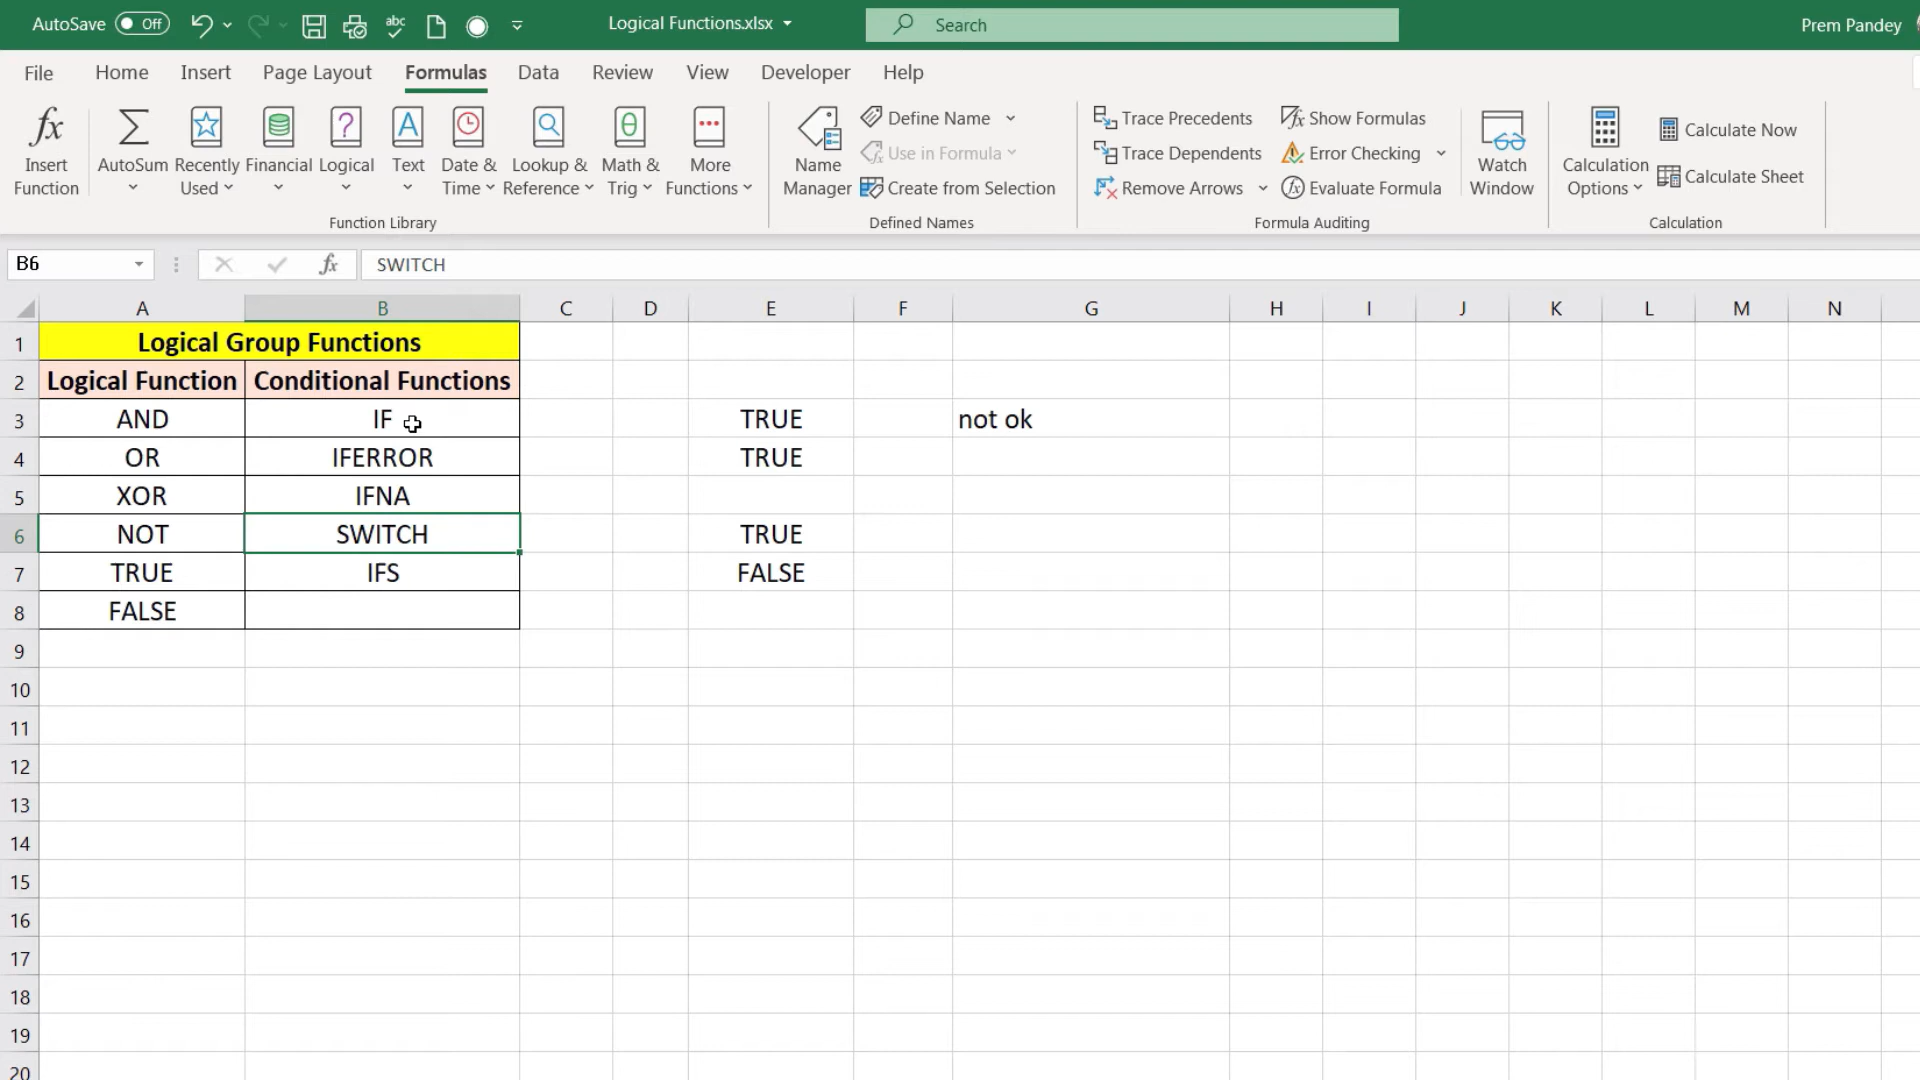 AutoSave Off abc Logical Functions.xlsx Search Prem Pandey
File Home Insert Page Layout Formulas Data Review View Developer Help
Insert Function AutoSum Recently Used Financial Logical Text Date & Time Lookup & Reference Math & Trig More Functions
Function Library
Name Manager Define Name Use in Formula Create from Selection
Defined Names
Trace Precedents Trace Dependents Remove Arrows Show Formulas Error Checking Evaluate Formula
Formula Auditing
Watch Window
Calculation Options Calculate Now Calculate Sheet
Calculation
B6 fx SWITCH
A B C D E F G H I J K L M N
1 Logical Group Functions
2 Logical Function Conditional Functions
3 AND IF TRUE not ok
4 OR IFERROR TRUE
5 XOR IFNA
6 NOT SWITCH TRUE
7 TRUE IFS FALSE
8 FALSE
9
10
11
12
13
14
15
16
17
18
19
20